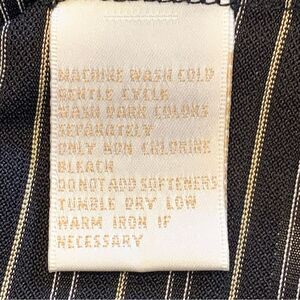 MACHINE WASH COLD
GENTLE CYCLE
WASH DARK COLORS
SEPARATELY
ONLY NON CHLORINE
BLEACH
DO NOT ADD SOFTENERS
TUMBLE DRY LOW
WARM IRON IF
NECESSARY